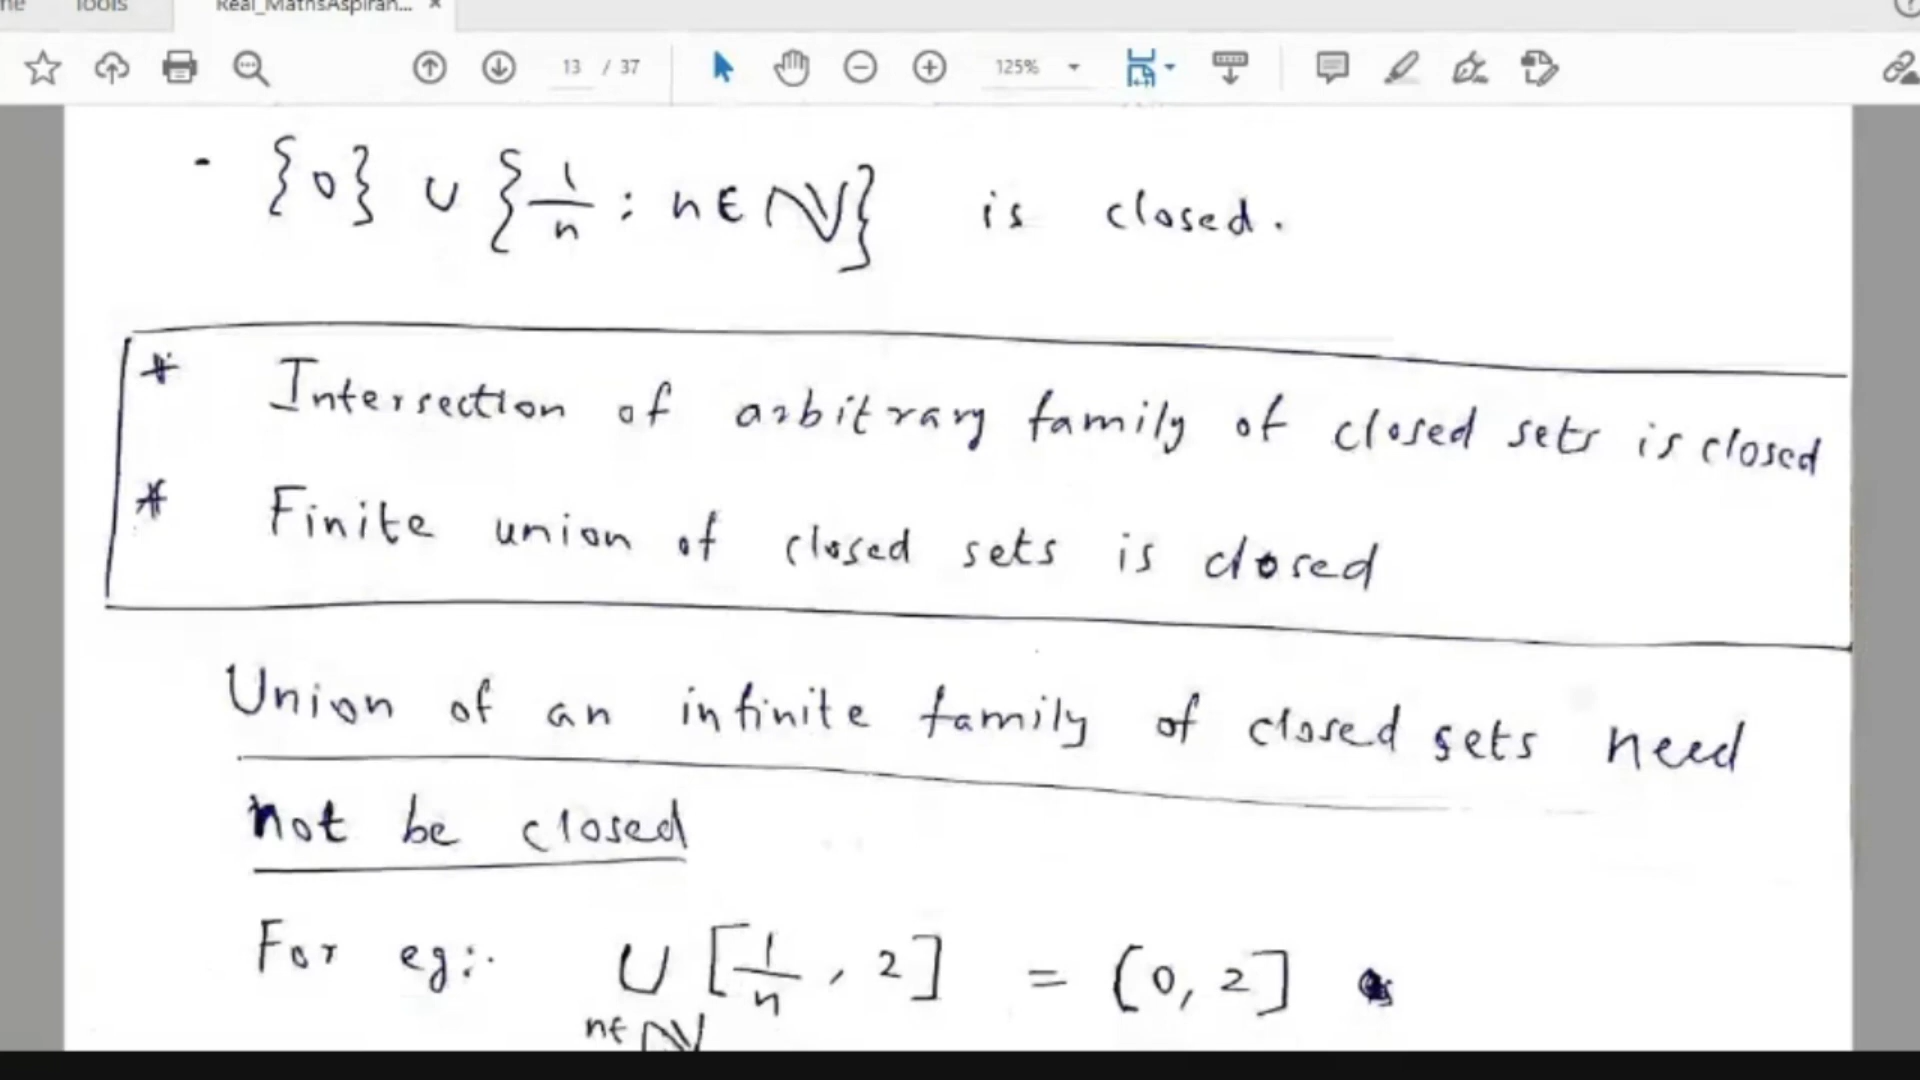 Tools Real_MathsAspiran... ×
13 / 37 125%
· {0} ∪ {1/n : n ∈ ℕ} is closed.
* Intersection of arbitrary family of closed sets is closed
* Finite union of closed sets is closed
Union of an infinite family of closed sets need
not be closed
For eg:- ∪ [1/n, 2] = (0, 2]
n∈ℕ